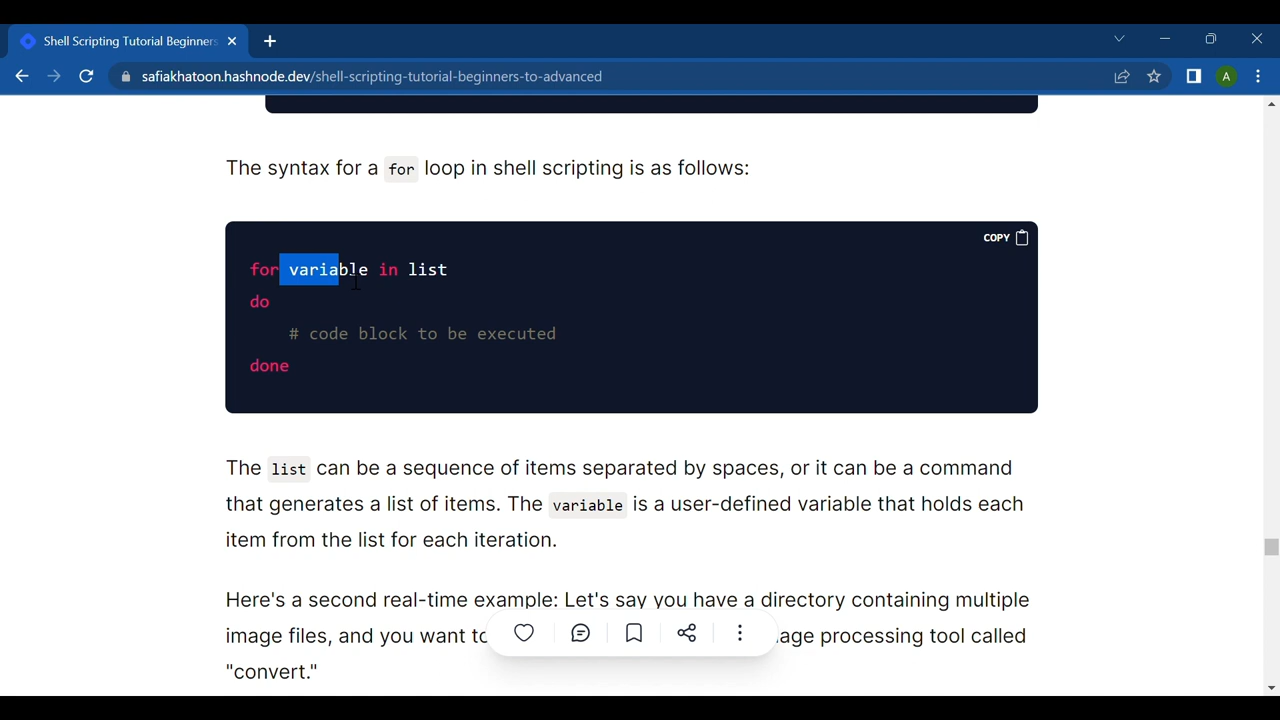 Shell Scripting Tutorial Beginners
safiakhatoon.hashnode.dev/shell-scripting-tutorial-beginners-to-advanced
A
The syntax for a for loop in shell scripting is as follows:
COPY
for variable in list
do
# code block to be executed
done
The list can be a sequence of items separated by spaces, or it can be a command
that generates a list of items. The variable is a user-defined variable that holds each
item from the list for each iteration.
Here's a second real-time example: Let's say you have a directory containing multiple
image files, and you want to age processing tool called
"convert."